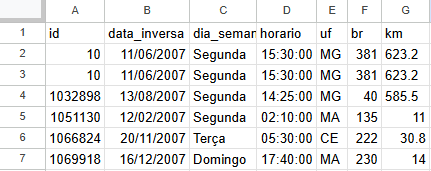 A B C D E F G
1 id data_inversa dia_semar horario uf br km
2 10 11/06/2007 Segunda 15:30:00 MG 381 623.2
3 10 11/06/2007 Segunda 15:30:00 MG 381 623.2
4 1032898 13/08/2007 Segunda 14:25:00 MG 40 585.5
5 1051130 12/02/2007 Segunda 02:10:00 MA 135 11
6 1066824 20/11/2007 Terça 05:30:00 CE 222 30.8
7 1069918 16/12/2007 Domingo 17:40:00 MA 230 14